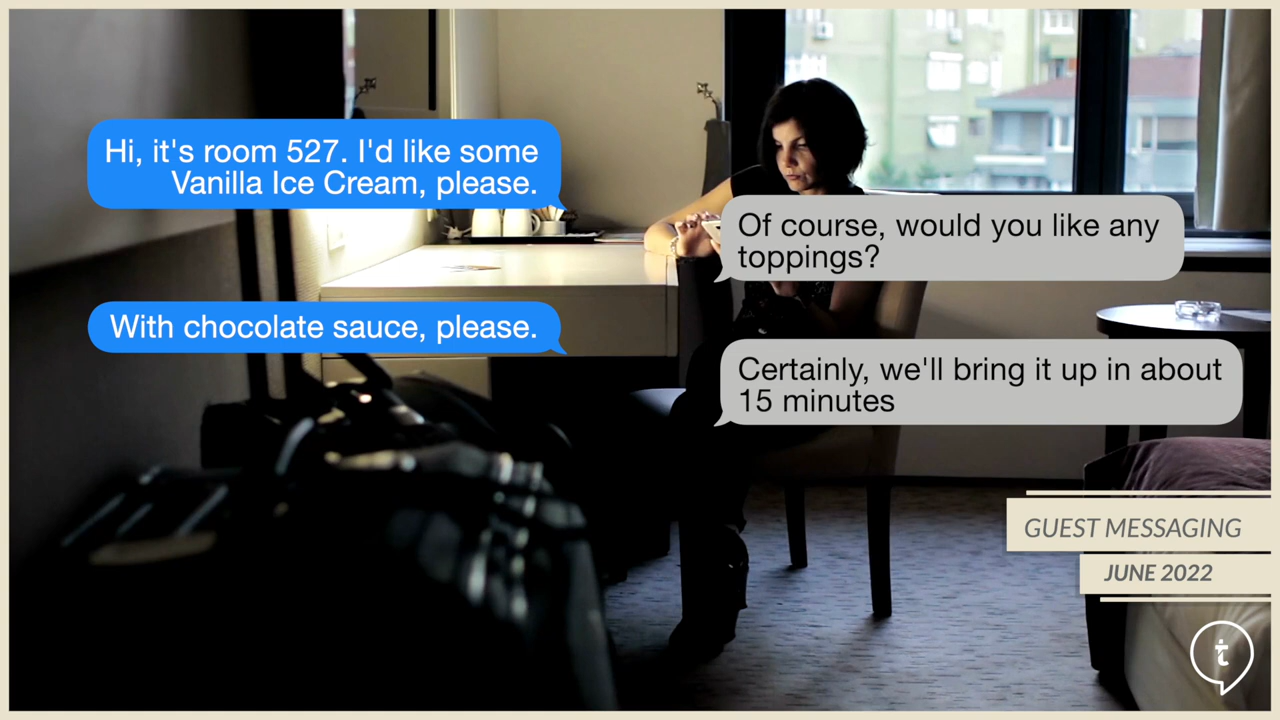 Hi, it's room 527. I'd like some
Vanilla Ice Cream, please.
Of course, would you like any
toppings?
With chocolate sauce, please.
Certainly, we'll bring it up in about
15 minutes
GUEST MESSAGING
JUNE 2022
t